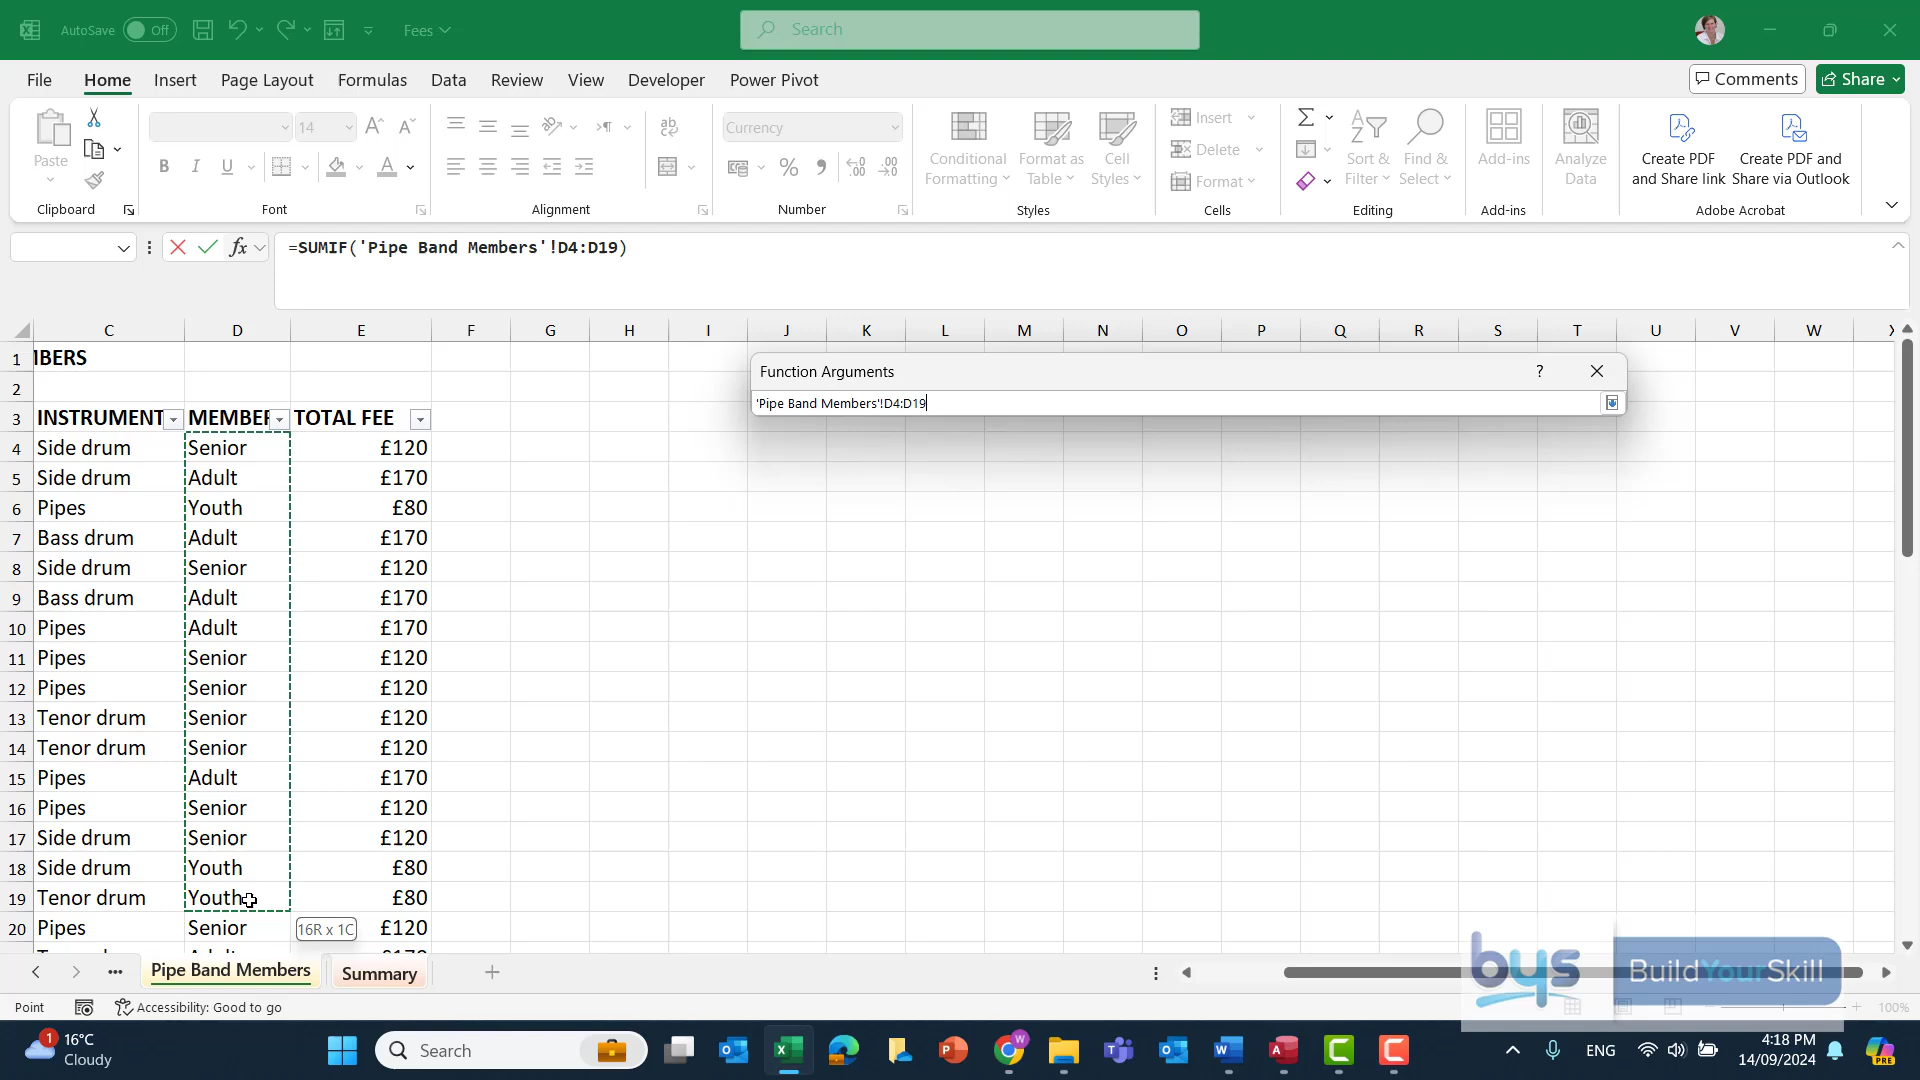 AutoSave Off Fees Search
File Home Insert Page Layout Formulas Data Review View Developer Power Pivot Comments Share
Paste 14 Currency Conditional Formatting Format as Table Cell Styles Insert Delete Format Sort & Filter Find & Select Add-ins Analyze Data Create PDF and Share link Create PDF and Share via Outlook
Clipboard Font Alignment Number Styles Cells Editing Add-ins Adobe Acrobat
fx =SUMIF('Pipe Band Members'!D4:D19)
C D E F G H I J K L M N O P Q R S T U V W X
1 MBERS
Function Arguments ?
2
'Pipe Band Members'!D4:D19
3 INSTRUMENT MEMBER TOTAL FEE
4 Side drum Senior £120
5 Side drum Adult £170
6 Pipes Youth £80
7 Bass drum Adult £170
8 Side drum Senior £120
9 Bass drum Adult £170
10 Pipes Adult £170
11 Pipes Senior £120
12 Pipes Senior £120
13 Tenor drum Senior £120
14 Tenor drum Senior £120
15 Pipes Adult £170
16 Pipes Senior £120
17 Side drum Senior £120
18 Side drum Youth £80
19 Tenor drum Youth £80
20 Pipes Senior 16R x 1C £120
Pipe Band Members Summary
bys BuildYourSkill
Point Accessibility: Good to go 100%
1 16°C Cloudy Search W ENG 4:18 PM 14/09/2024 PRE